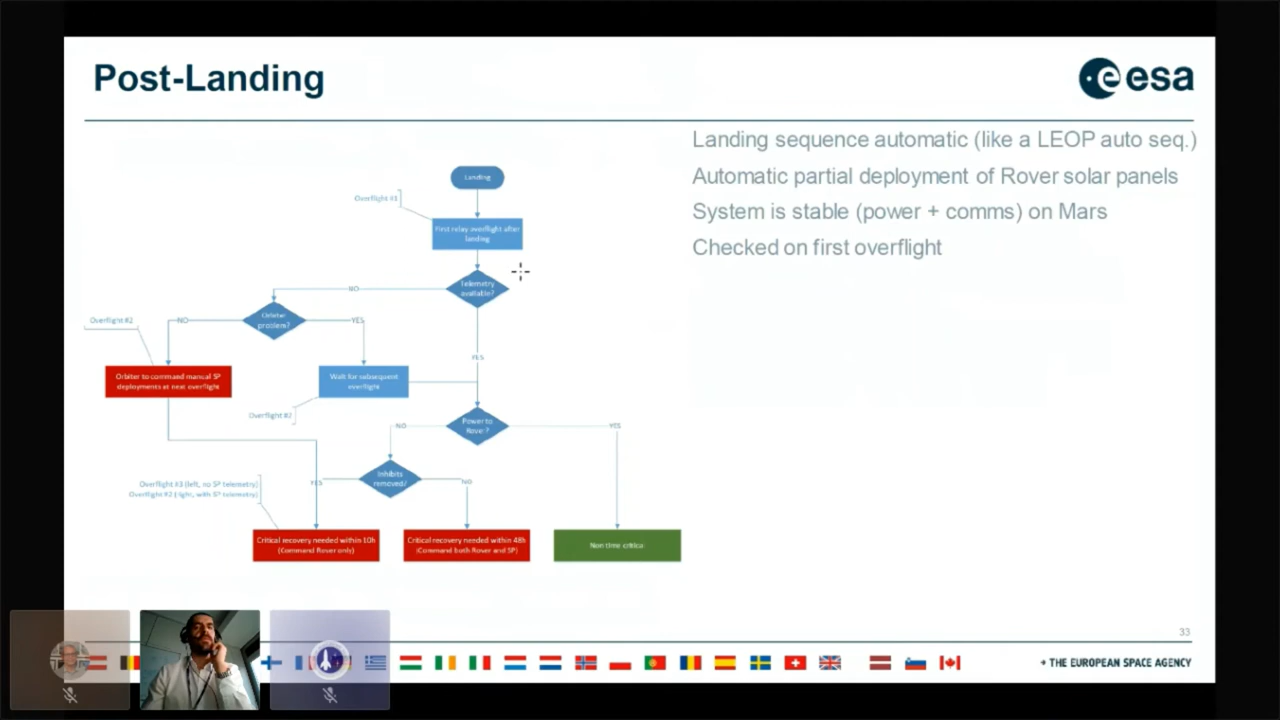 Post-Landing
esa
Landing sequence automatic (like a LEOP auto seq.)
Automatic partial deployment of Rover solar panels
System is stable (power + comms) on Mars
Checked on first overflight
Landing
Overflight #1
First relay overflight after
landing
Telemetry
available?
NO
Orbiter
problem?
NO
YES
Overflight #2
YES
Orbiter to command manual SP
deployments at next overflight
Wait for subsequent
overflight
Overflight #2
Power to
Rover?
NO
YES
Inhibits
removed?
YES
NO
Overflight #3 (left, no SP telemetry)
Overflight #2 (right, with SP telemetry)
Critical recovery needed within 10h
(Command Rover only)
Critical recovery needed within 48h
(Command both Rover and SP)
Non time critical
33
THE EUROPEAN SPACE AGENCY